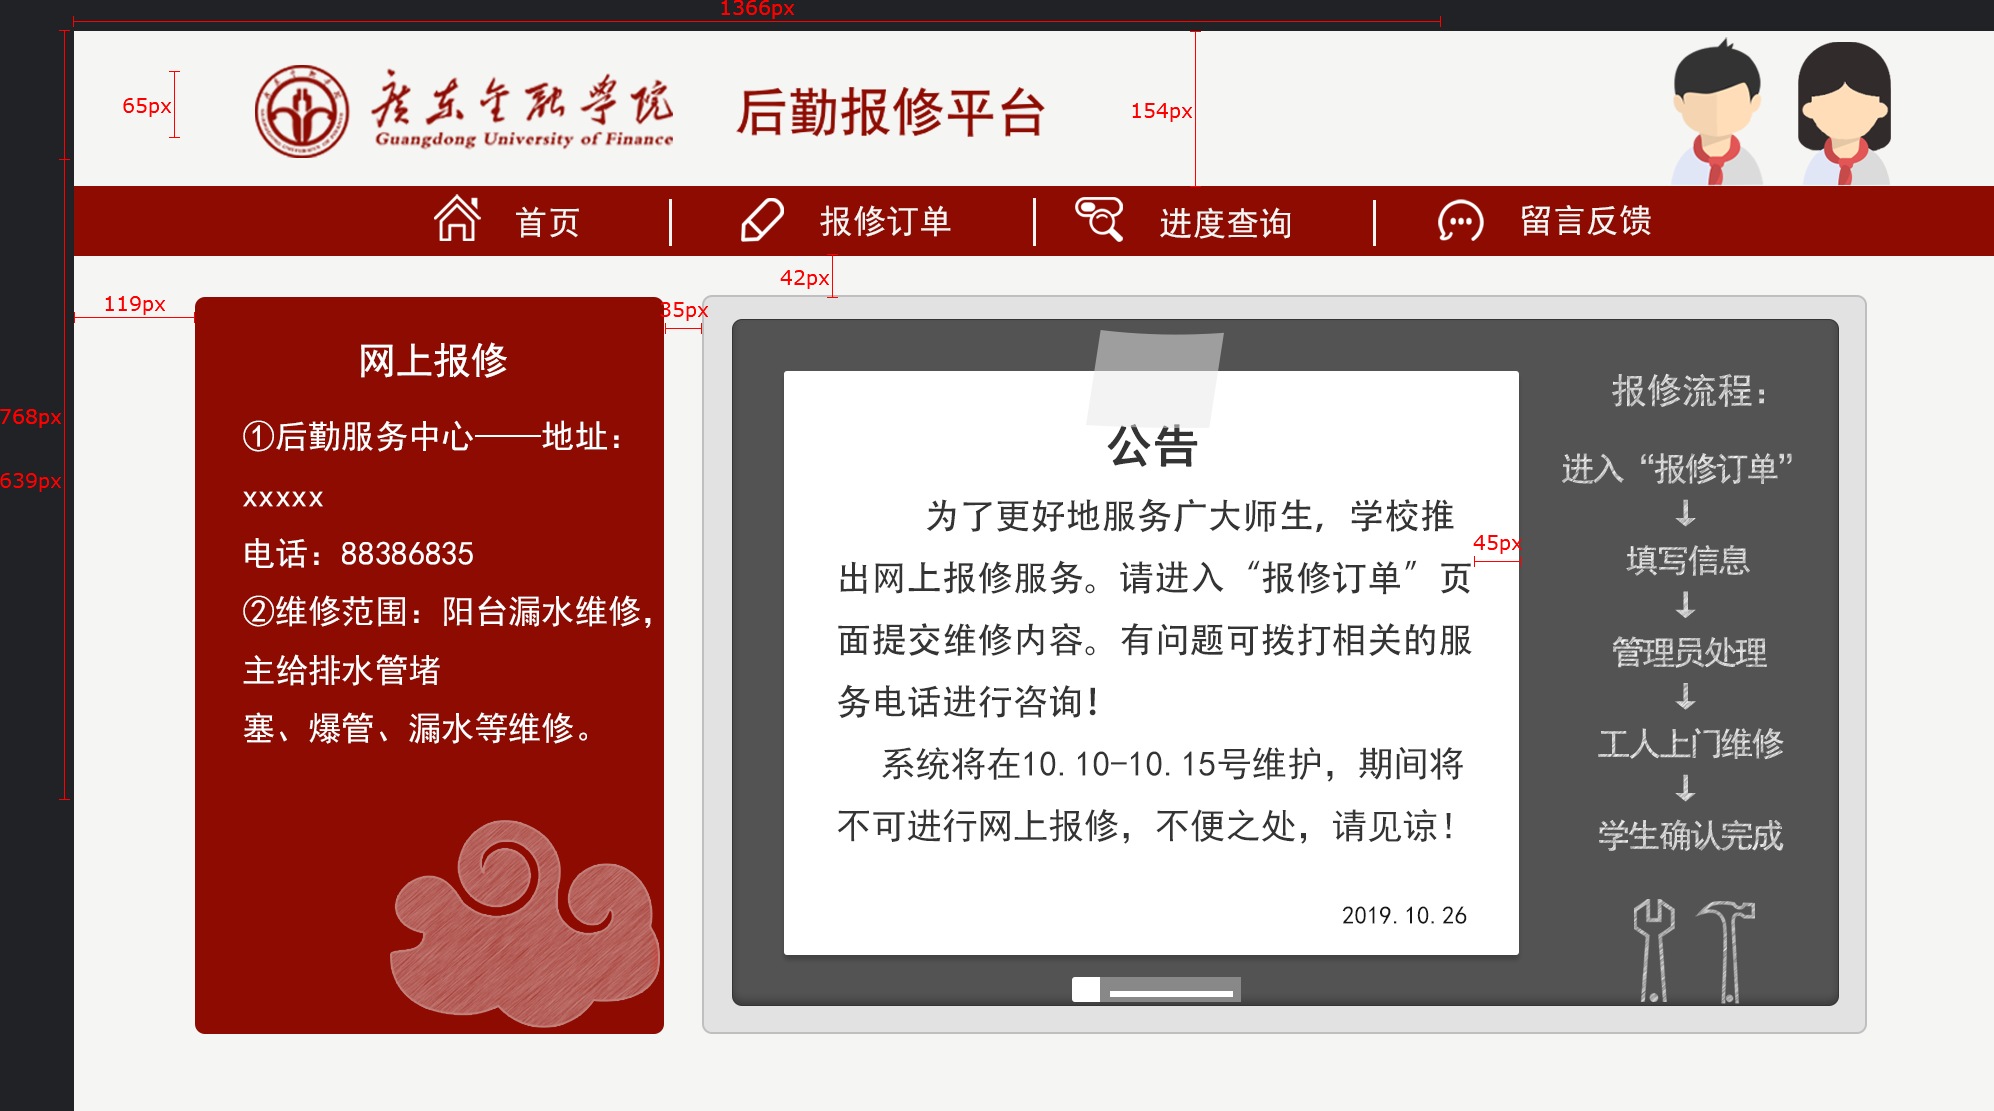 1366px
65px
广东金融学院
Guangdong University of Finance
后勤报修平台
154px
首页
报修订单
进度查询
留言反馈
42px
119px
35px
768px
639px
网上报修
①后勤服务中心——地址：
xxxxx
电话：88386835
②维修范围：阳台漏水维修，
主给排水管堵
塞、爆管、漏水等维修。
公告
为了更好地服务广大师生，学校推
出网上报修服务。请进入“报修订单”页
面提交维修内容。有问题可拨打相关的服
务电话进行咨询！
系统将在10.10-10.15号维护，期间将
不可进行网上报修，不便之处，请见谅！
2019.10.26
45px
报修流程：
进入“报修订单”
↓
填写信息
↓
管理员处理
↓
工人上门维修
↓
学生确认完成